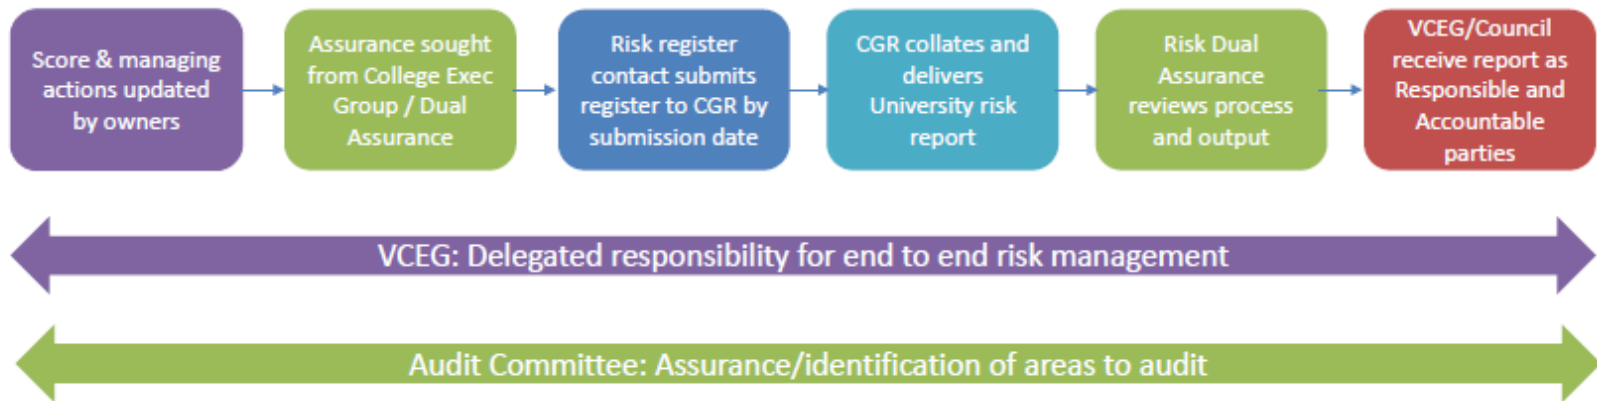 Score & managing
actions updated
by owners
Assurance sought
from College Exec
Group / Dual
Assurance
Risk register
contact submits
register to CGR by
submission date
CGR collates and
delivers
University risk
report
Risk Dual
Assurance
reviews process
and output
VCEG/Council
receive report as
Responsible and
Accountable
parties
VCEG: Delegated responsibility for end to end risk management
Audit Committee: Assurance/identification of areas to audit